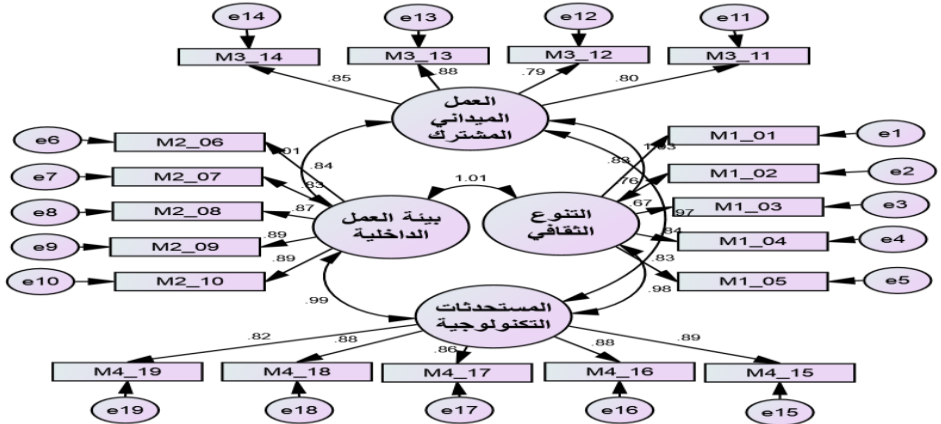 e14
e13
e12
e11
M3_14
M3_13
M3_12
M3_11
.85
.88
.79
.80
العمل
الميداني
المشترك
e6
M2_06
M1_01
e1
.84
e7
M2_07
.83
.76
M1_02
e2
1.01
e8
M2_08
.87
بيئة العمل
الداخلية
التنوع
الثقافي
.67
.97
M1_03
e3
e9
M2_09
.89
.84
M1_04
e4
e10
M2_10
.89
.83
M1_05
e5
.99
.98
المستحدثات
التكنولوجية
.82
.88
.86
.88
.89
M4_19
M4_18
M4_17
M4_16
M4_15
e19
e18
e17
e16
e15